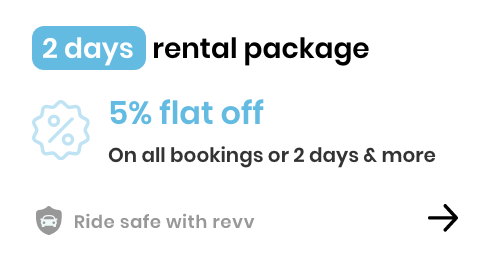 2 days rental package
5% flat off
On all bookings or 2 days & more
Ride safe with revv